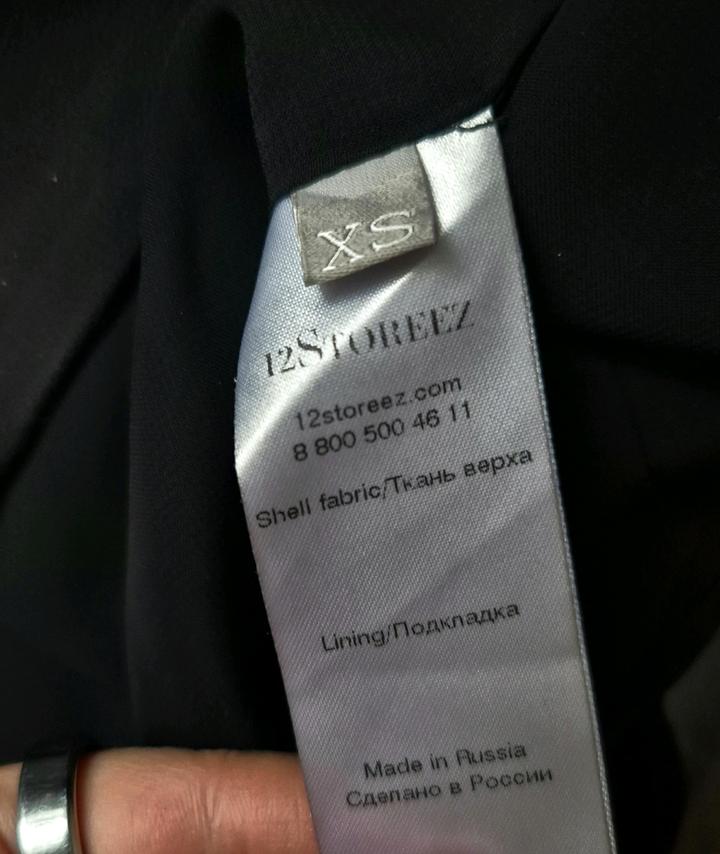 XS
12STOREEZ
12storeez.com
8 800 500 46 11
Shell fabric/Ткань верха
Lining/Подкладка
Made in Russia
Сделано в России